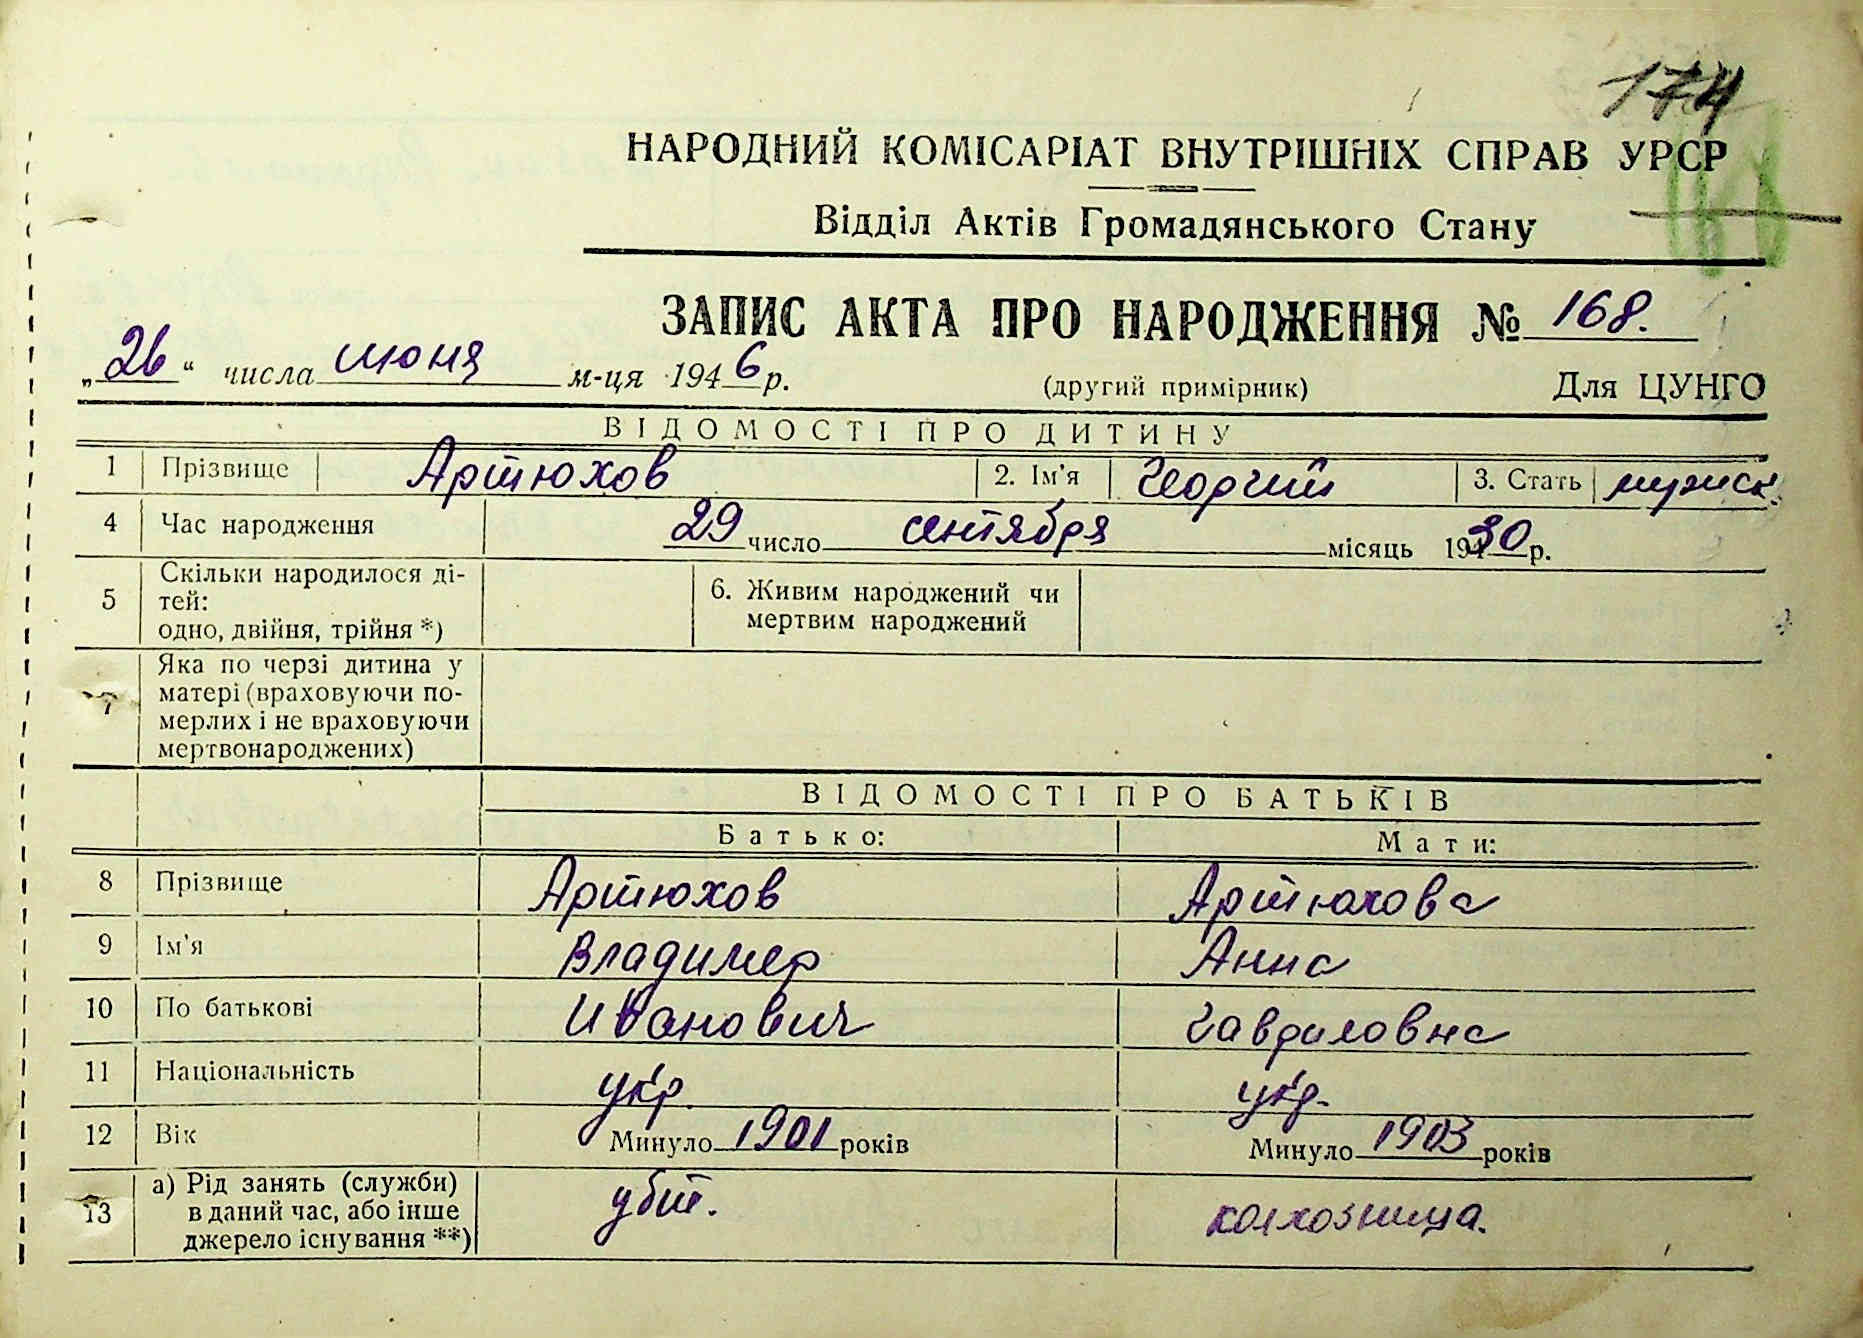 174
НАРОДНИЙ КОМІСАРІАТ ВНУТРІШНІХ СПРАВ УРСР
Відділ Актів Громадянського Стану
ЗАПИС АКТА ПРО НАРОДЖЕННЯ № 168.
„26“ числа июня м-ця 1946 р. (другий примірник) Для ЦУНГО
ВІДОМОСТІ ПРО ДИТИНУ
1 Прізвище Артюхов 2. Ім'я Георгий 3. Стать мужск.
4 Час народження 29 число сентября місяць 1930 р.
5 Скільки народилося ді-
тей:
одно, двійня, трійня *)
6. Живим народжений чи
мертвим народжений
7 Яка по черзі дитина у
матері (враховуючи по-
мерлих і не враховуючи
мертвонароджених)
ВІДОМОСТІ ПРО БАТЬКІВ
Батько: Мати:
8 Прізвище Артюхов Артюхова
9 Ім'я Владимер Анна
10 По батькові Иванович Гавриловна
11 Національність укр. укр.
12 Вік Минуло 1901 років Минуло 1903 років
13 а) Рід занять (служби)
в даний час, або інше
джерело існування **)
убит. колхозница.